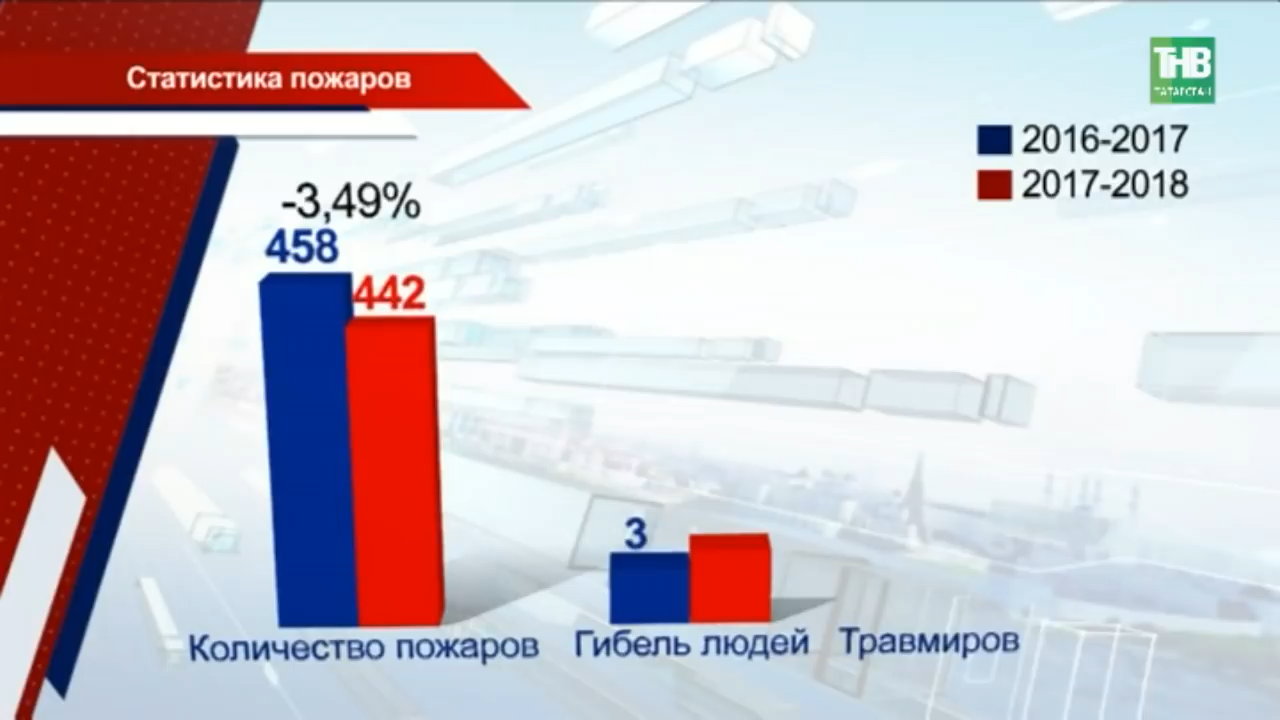 Статистика пожаров
ТНВ
ТАТАРСТАН
2016-2017
2017-2018
-3,49%
458
442
3
Количество пожаров
Гибель людей
Травмиров